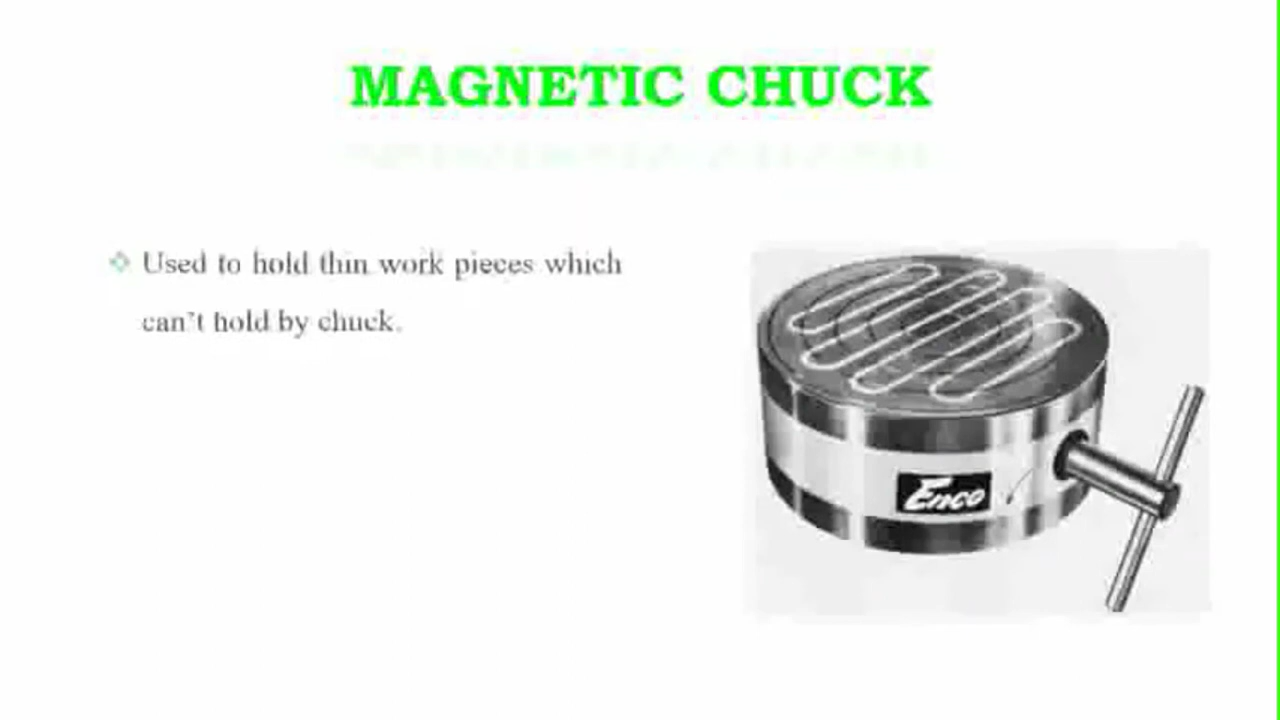 MAGNETIC CHUCK
Used to hold thin work pieces which
can't hold by chuck.
Enco